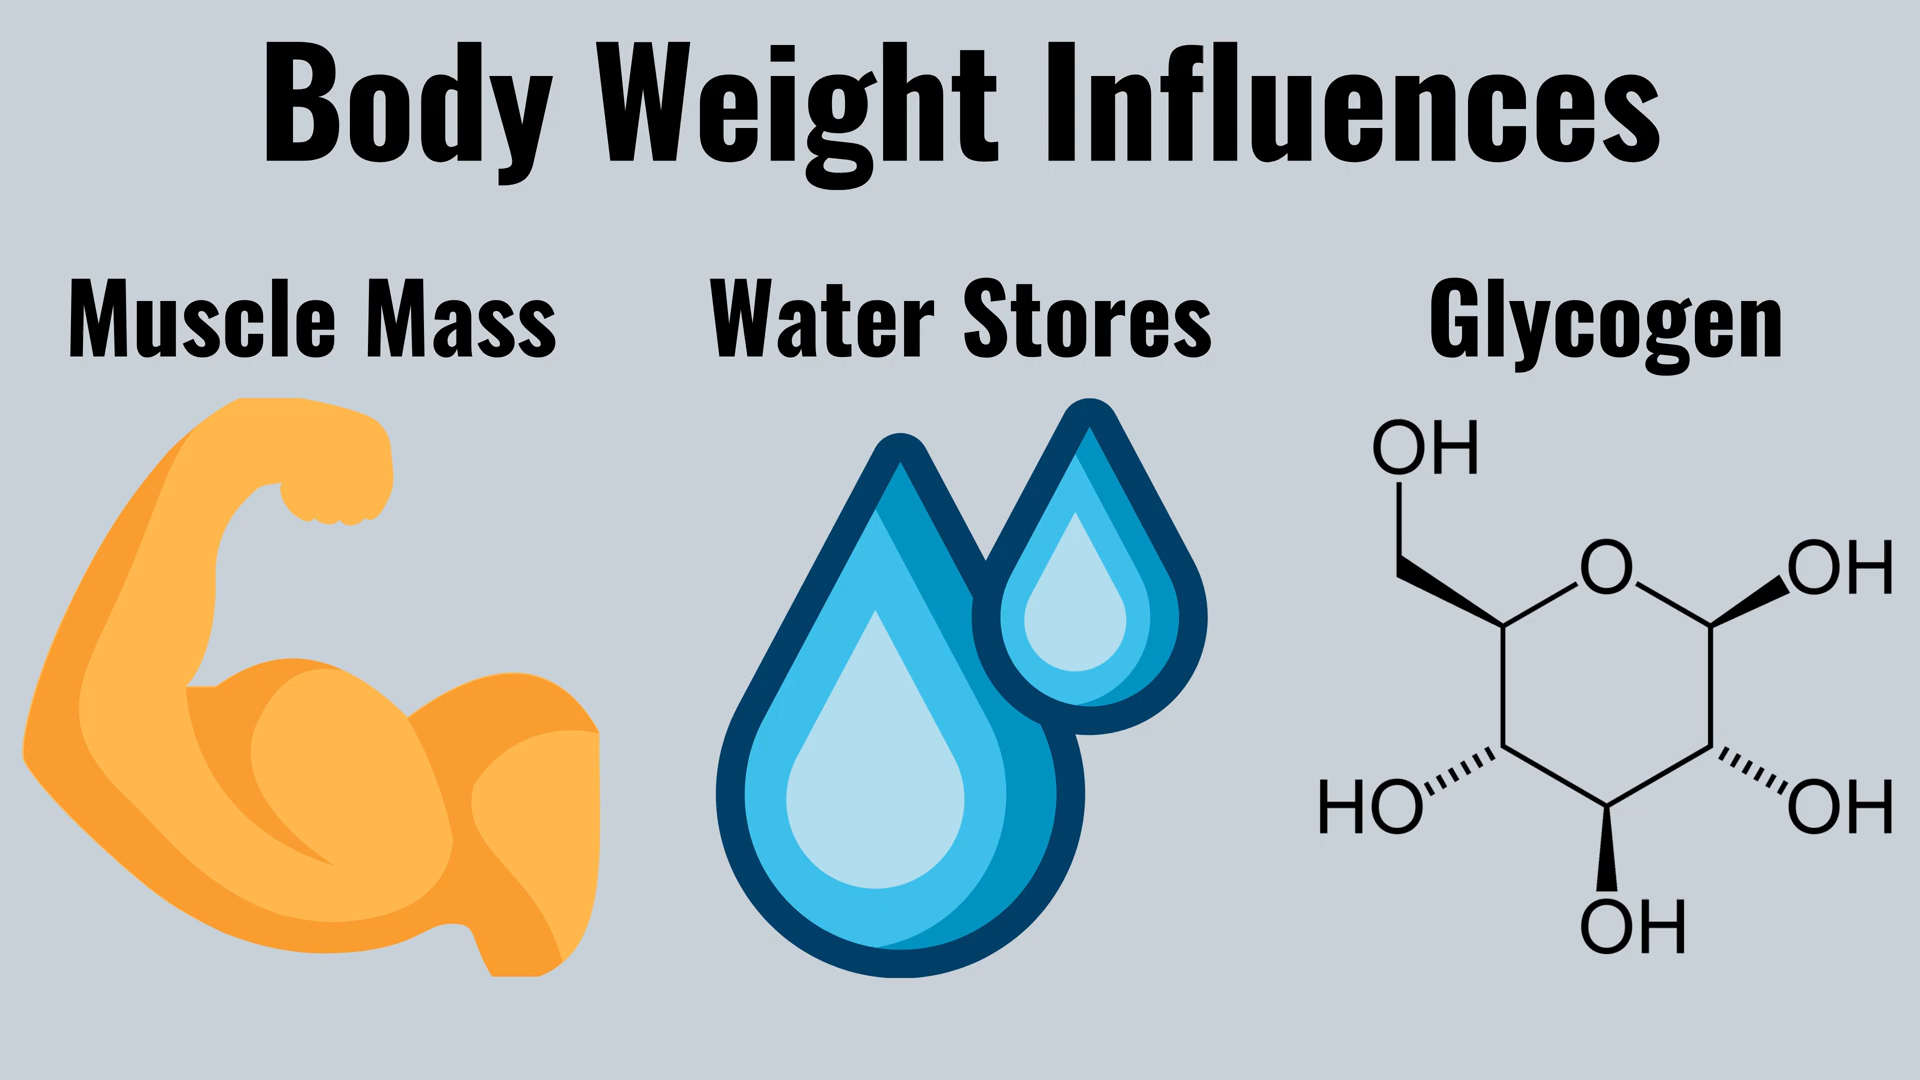 Body Weight Influences
Muscle Mass
Water Stores
Glycogen
OH
O
OH
HO
OH
OH